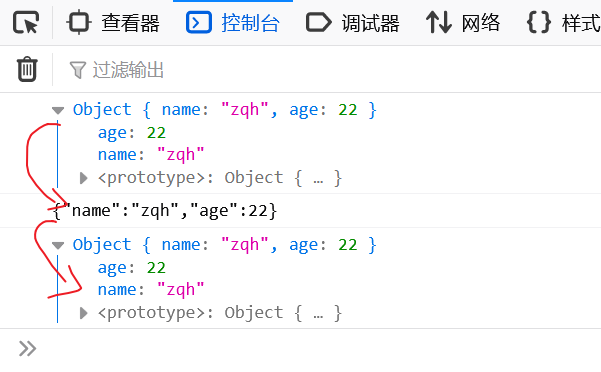 查看器 控制台 调试器 网络 {} 样式
过滤输出
Object { name: "zqh", age: 22 }
age: 22
name: "zqh"
<prototype>: Object { … }
{"name":"zqh","age":22}
Object { name: "zqh", age: 22 }
age: 22
name: "zqh"
<prototype>: Object { … }